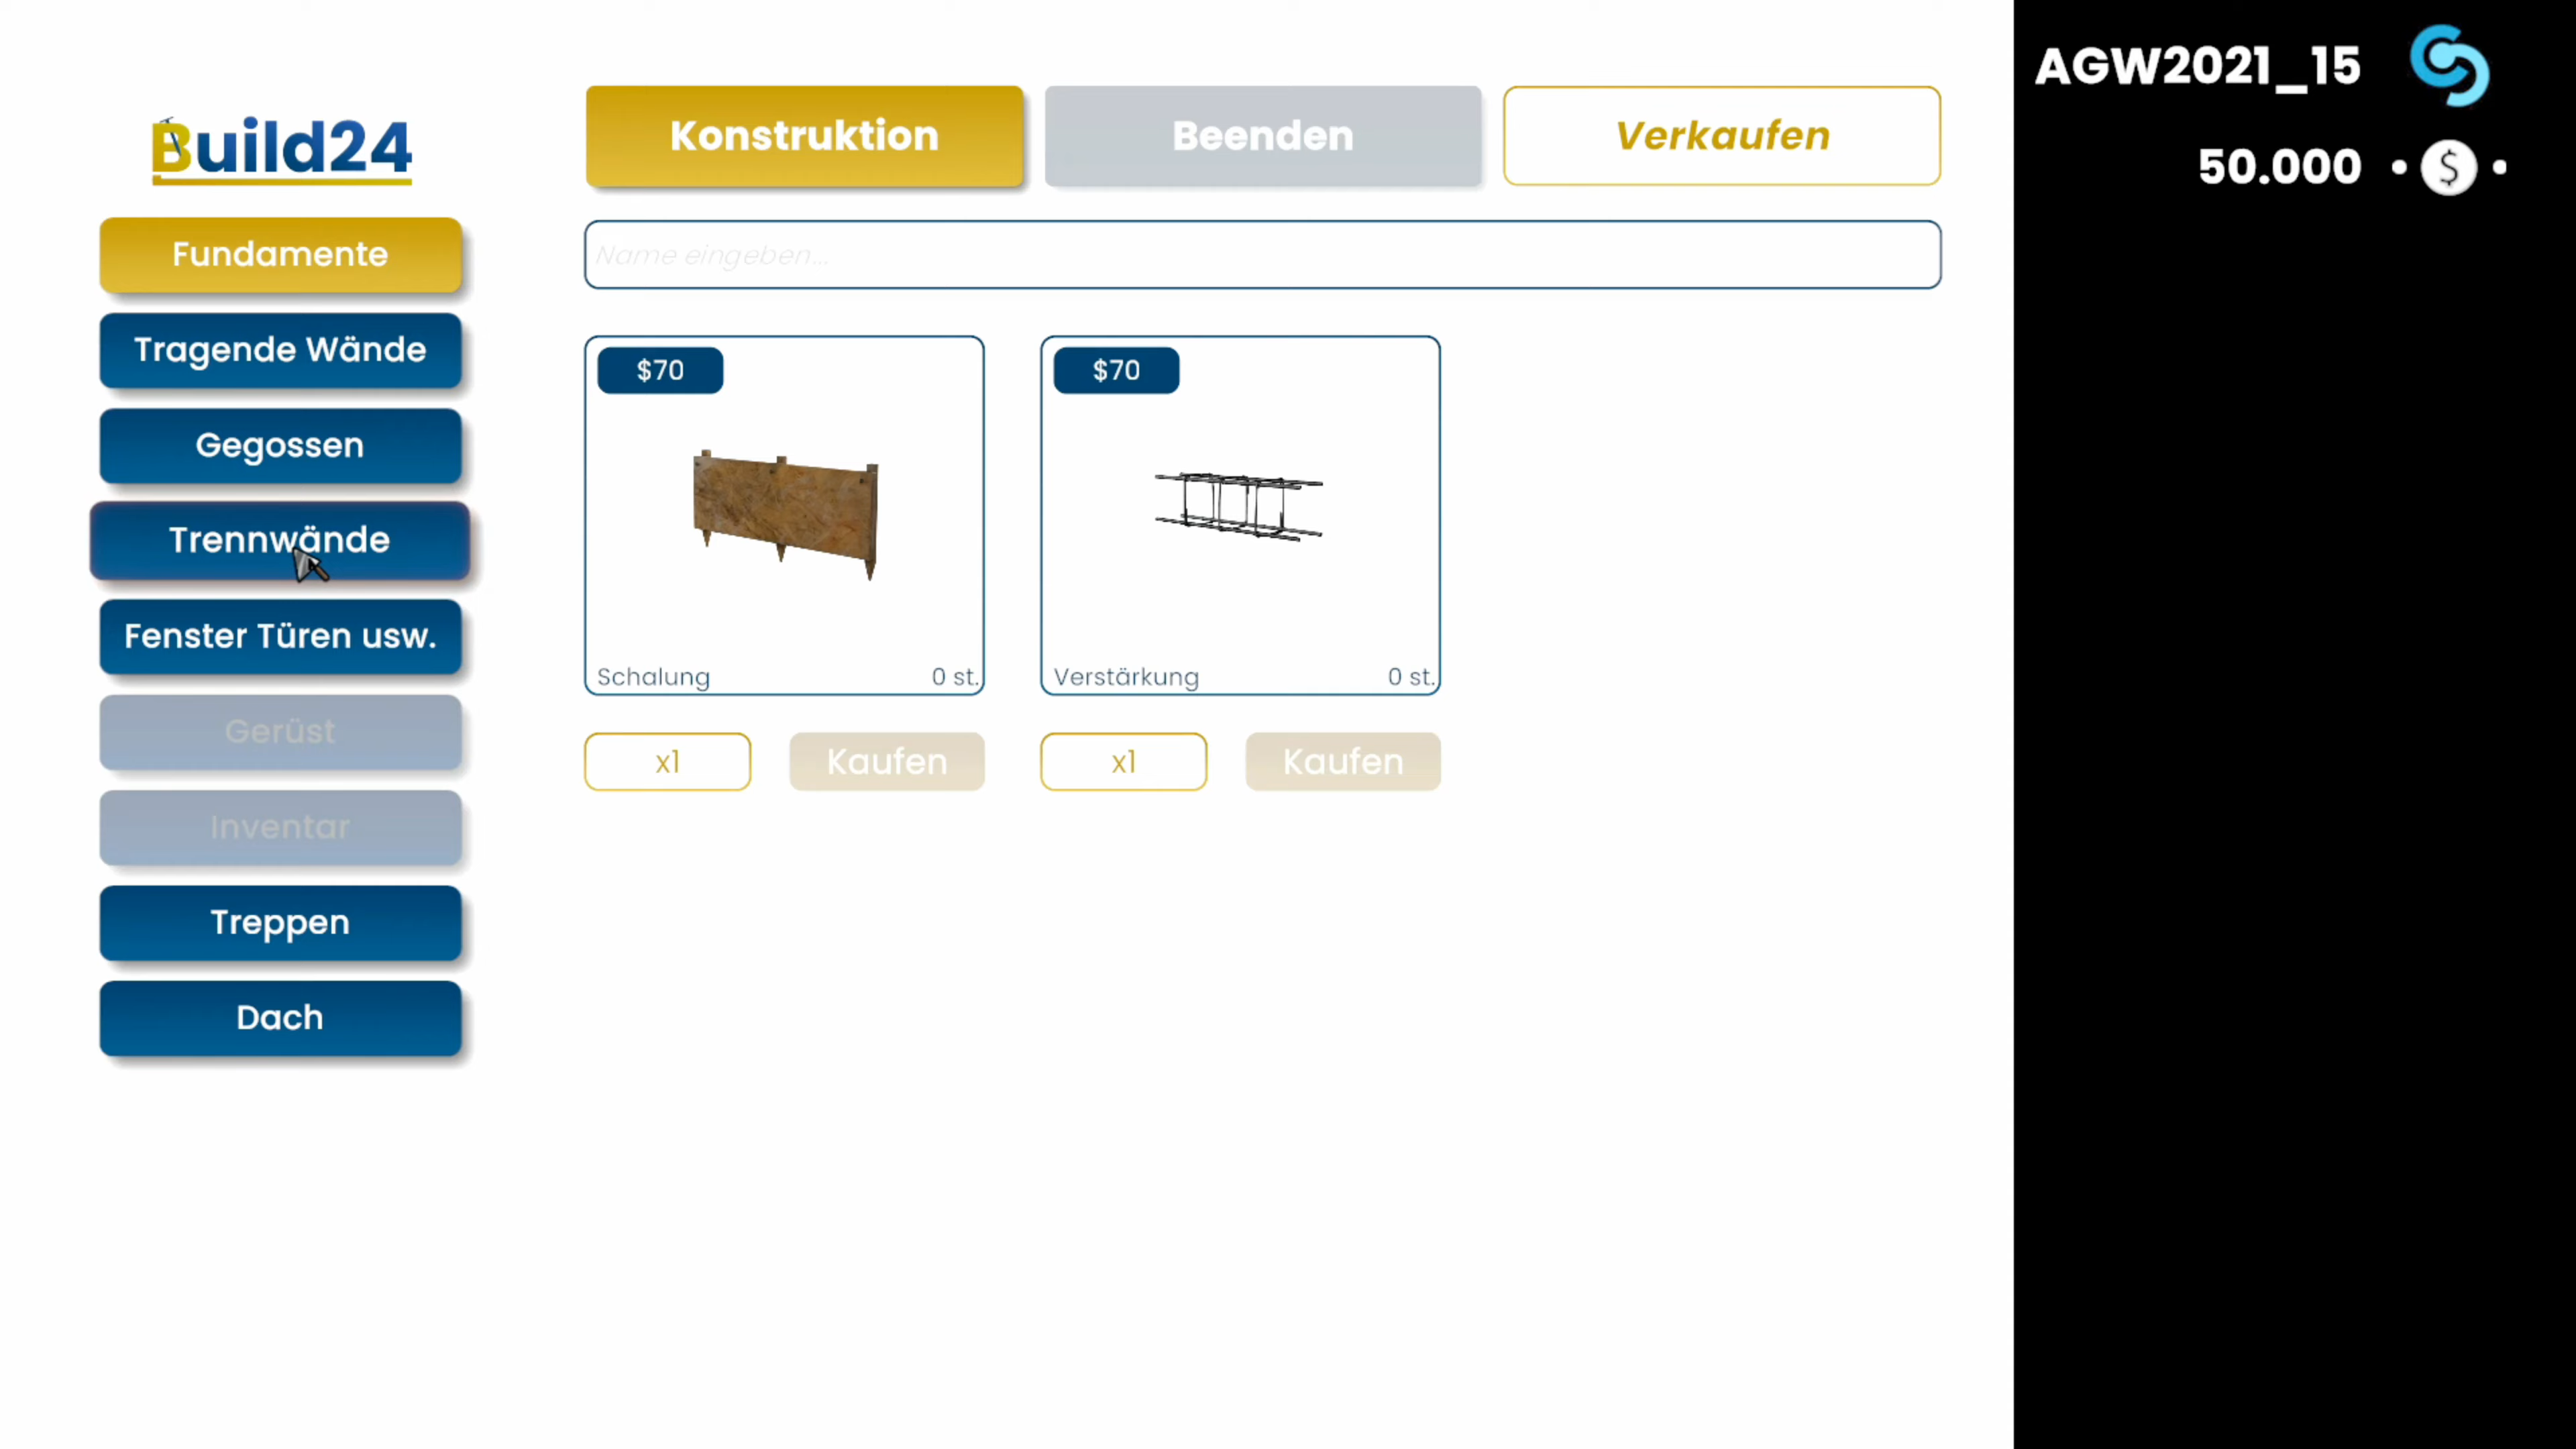 AGW2021_15
50.000
$
Build24
Konstruktion
Beenden
Verkaufen
Name eingeben...
Fundamente
Tragende Wände
Gegossen
Trennwände
Fenster Türen usw.
Gerüst
Inventar
Treppen
Dach
$70
Schalung 0 st.
x1 Kaufen
$70
Verstärkung 0 st.
x1 Kaufen